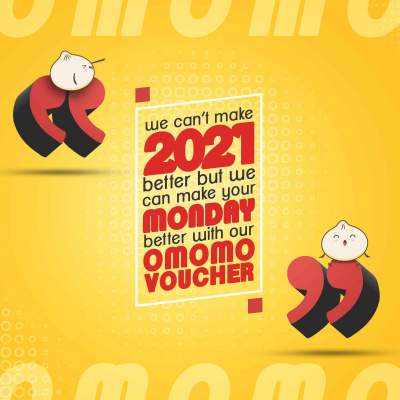 OMOMO
we can't make
2021
better but we
can make your
MONDAY
better with our
OMOMO
VOUCHER
OMOMO